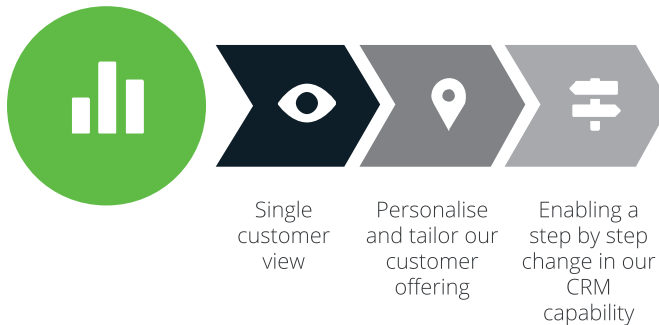 Single
customer
view
Personalise
and tailor our
customer
offering
Enabling a
step by step
change in our
CRM
capability